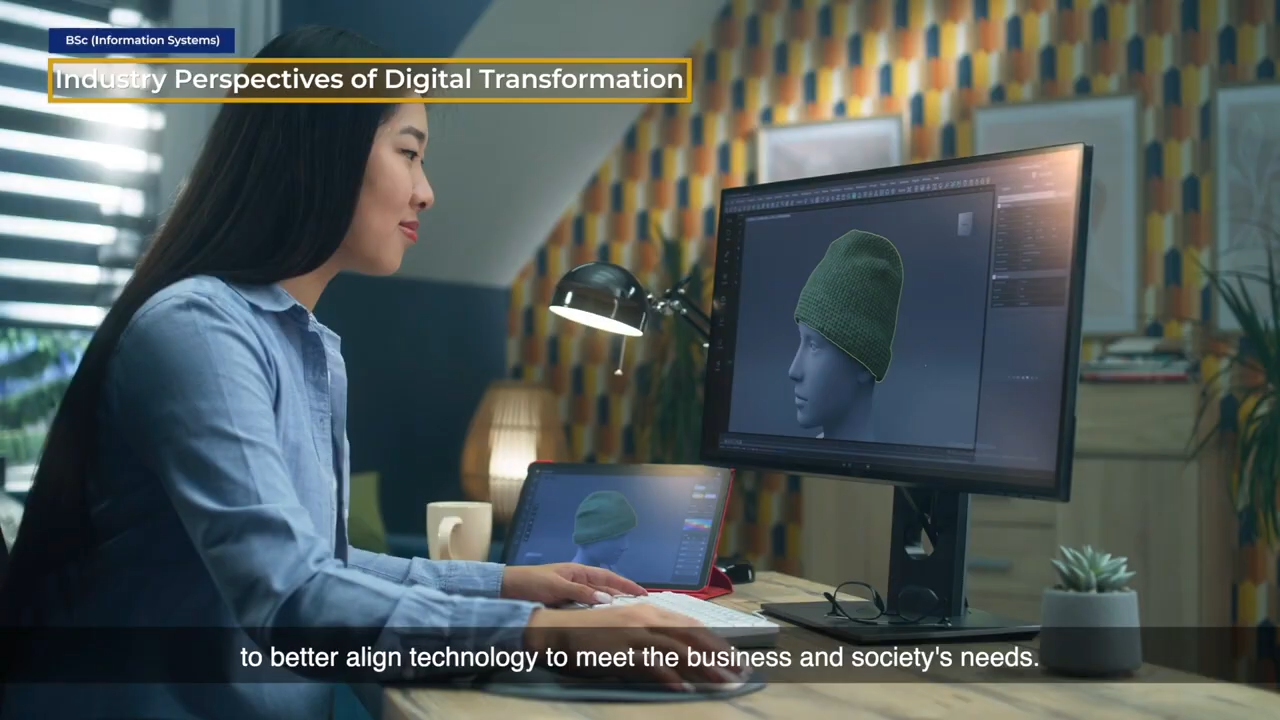 BSc (Information Systems)
Industry Perspectives of Digital Transformation
to better align technology to meet the business and society's needs.